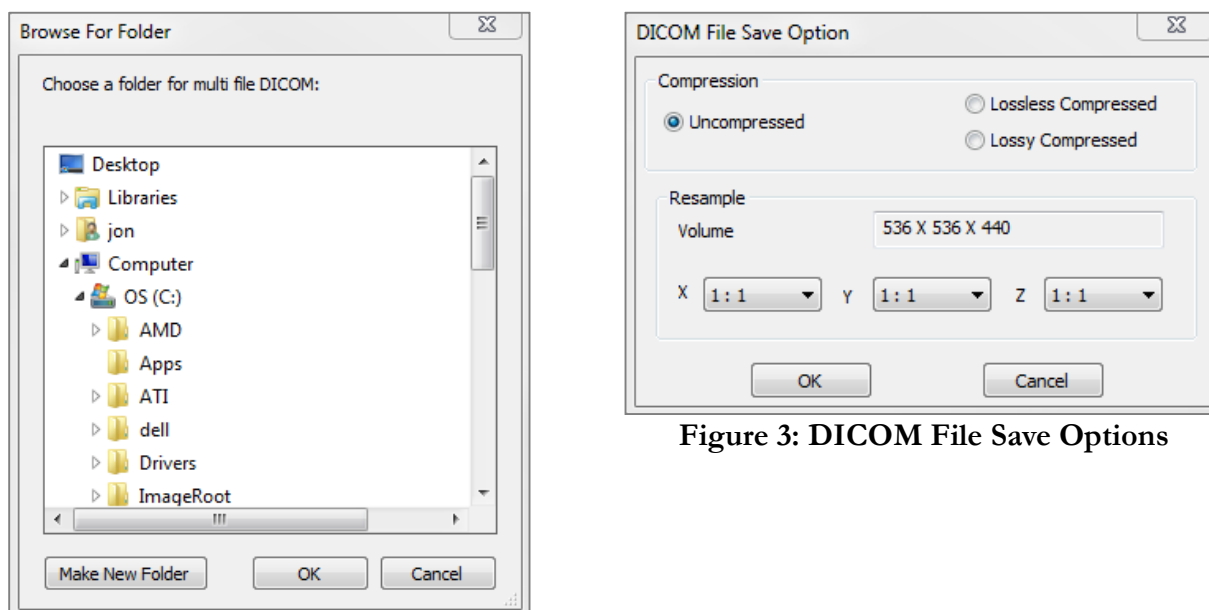 Browse For Folder
Choose a folder for multi file DICOM:
Desktop
Libraries
jon
Computer
OS (C:)
AMD
Apps
ATI
dell
Drivers
ImageRoot
Make New Folder OK Cancel
DICOM File Save Option
Compression
Uncompressed
Lossless Compressed
Lossy Compressed
Resample
Volume 536 X 536 X 440
X 1 : 1 Y 1 : 1 Z 1 : 1
OK Cancel
Figure 3: DICOM File Save Options